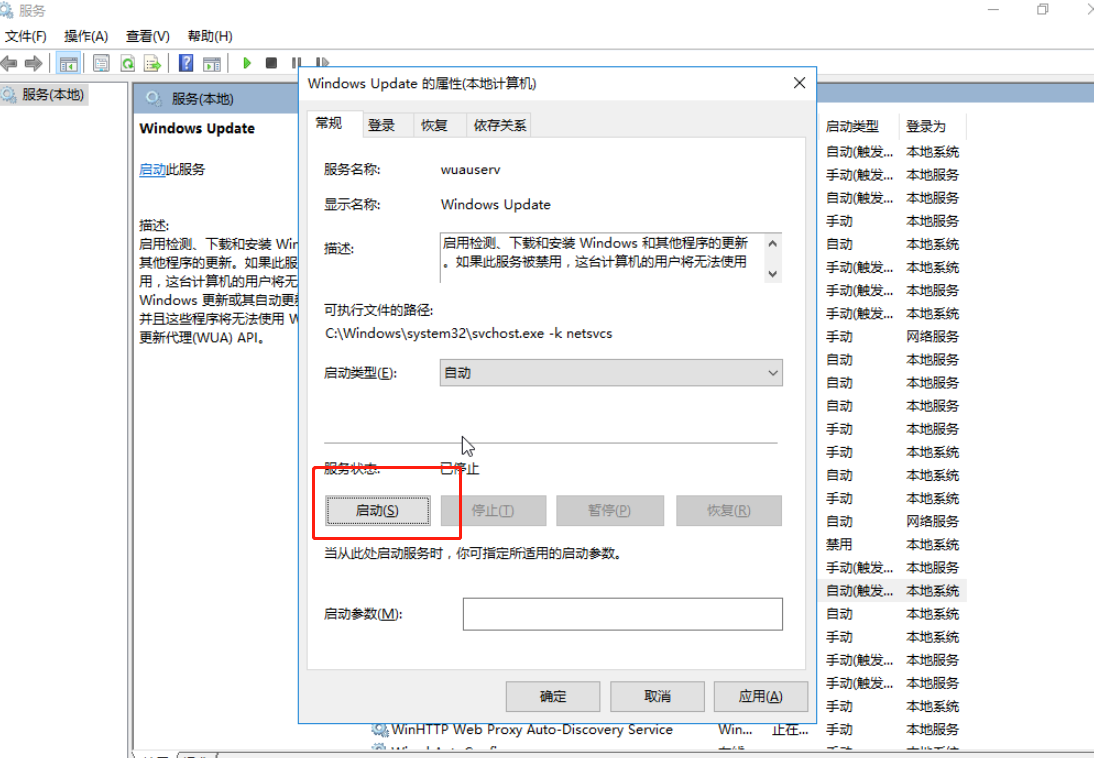 服务
文件(F) 操作(A) 查看(V) 帮助(H)
服务(本地)
服务(本地)
Windows Update
启动此服务
描述:
启用检测、下载和安装 Win
其他程序的更新。如果此服
用，这台计算机的用户将无
Windows 更新或其自动更新
并且这些程序将无法使用 W
更新代理(WUA) API。
Windows Update 的属性(本地计算机)
常规 登录 恢复 依存关系
服务名称: wuauserv
显示名称: Windows Update
描述: 启用检测、下载和安装 Windows 和其他程序的更新
。如果此服务被禁用，这台计算机的用户将无法使用
可执行文件的路径:
C:\Windows\system32\svchost.exe -k netsvcs
启动类型(E): 自动
服务状态: 已停止
启动(S) 停止(T) 暂停(P) 恢复(R)
当从此处启动服务时，你可指定所适用的启动参数。
启动参数(M):
确定 取消 应用(A)
启动类型 登录为
自动(触发... 本地系统
手动(触发... 本地服务
自动(触发... 本地服务
手动 本地服务
自动 本地系统
手动(触发... 本地系统
手动(触发... 本地服务
手动(触发... 本地系统
手动 网络服务
自动 本地服务
自动 本地服务
自动 本地服务
手动 本地服务
手动 本地系统
自动 本地系统
手动 本地系统
自动 网络服务
禁用 本地系统
手动(触发... 本地服务
自动(触发... 本地系统
自动 本地系统
手动 本地系统
手动(触发... 本地服务
手动(触发... 本地服务
手动 本地系统
WinHTTP Web Proxy Auto-Discovery Service Win... 正在... 手动 本地服务